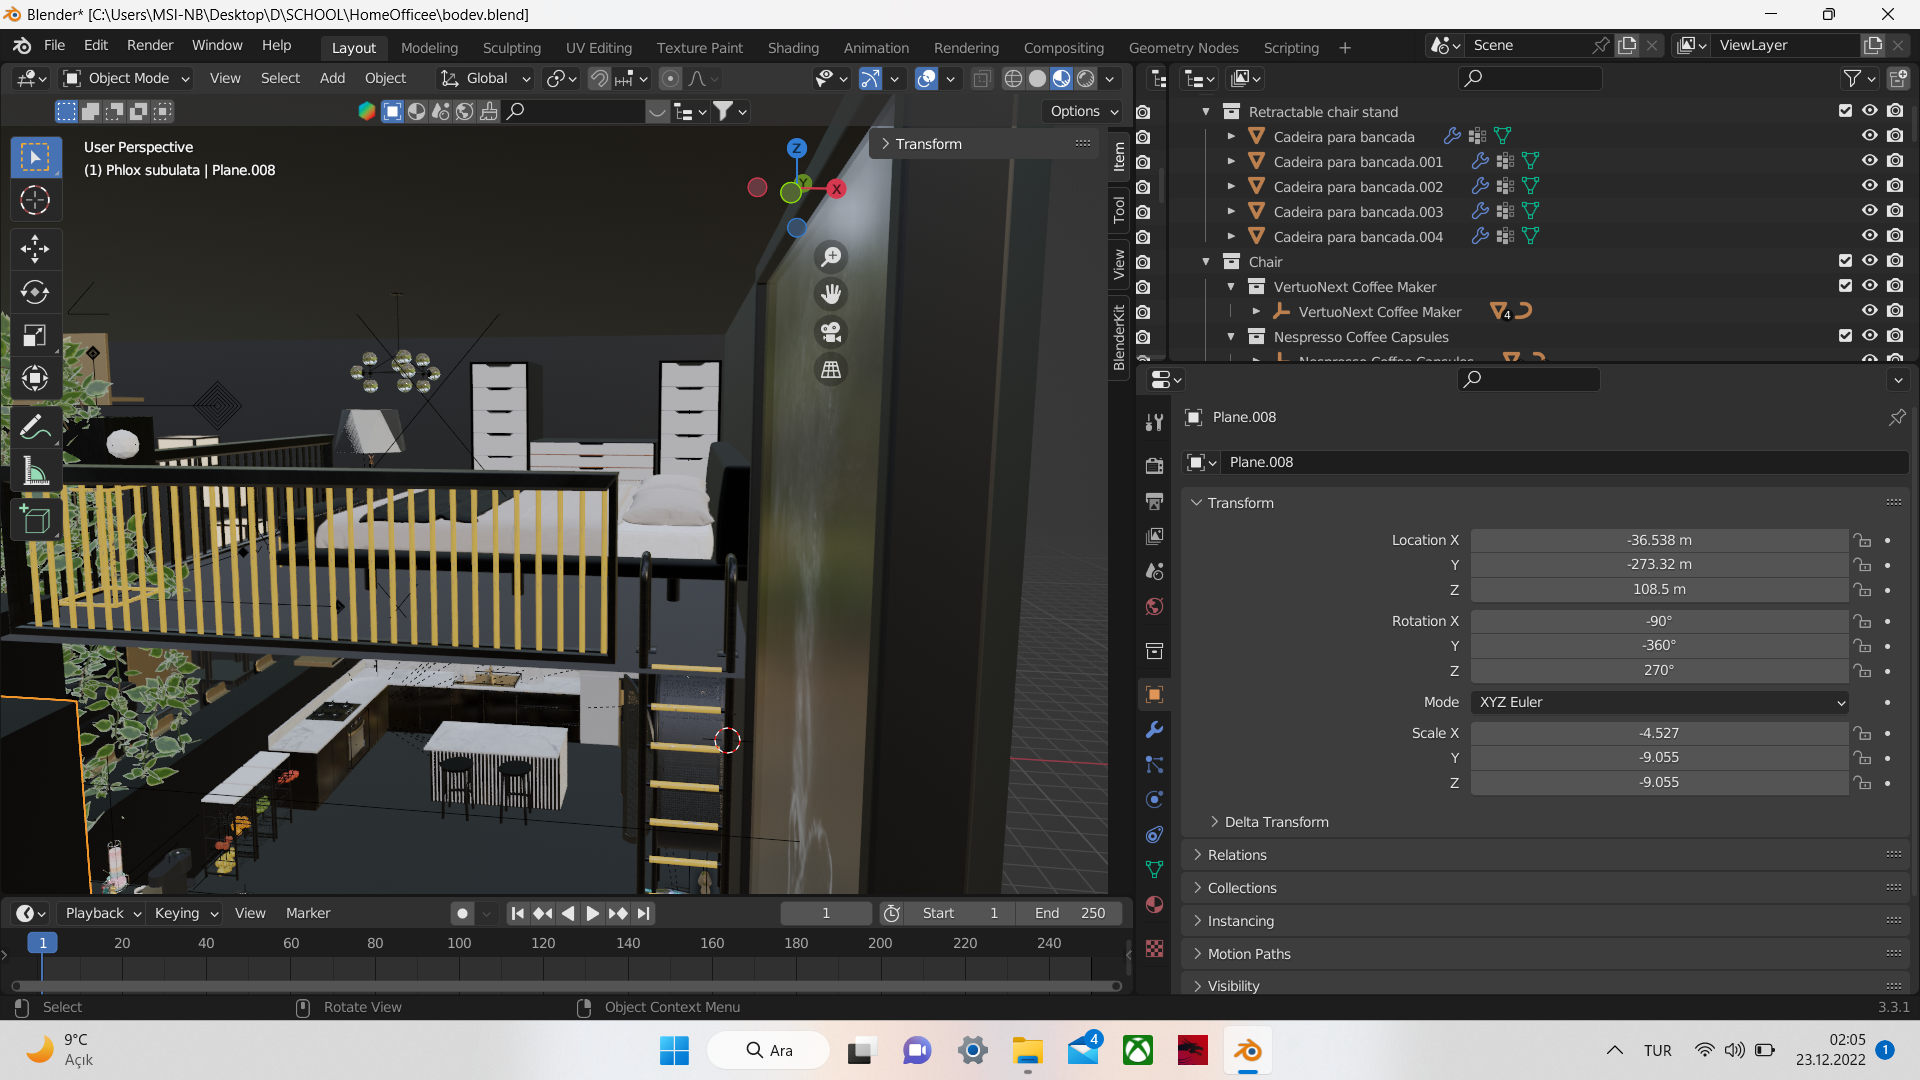 Blender* [C:\Users\MSI-NB\Desktop\D\SCHOOL\HomeOfficee\bodev.blend]
File Edit Render Window Help
Layout Modeling Sculpting UV Editing Texture Paint Shading Animation Rendering Compositing Geometry Nodes Scripting
Scene
ViewLayer
Object Mode View Select Add Object Global
Options
User Perspective
(1) Phlox subulata | Plane.008
Transform
Z
Y
X
Item
Tool
View
BlenderKit
Retractable chair stand
Cadeira para bancada
Cadeira para bancada.001
Cadeira para bancada.002
Cadeira para bancada.003
Cadeira para bancada.004
Chair
VertuoNext Coffee Maker
VertuoNext Coffee Maker 4
Nespresso Coffee Capsules
Nespresso Coffee Capsules
Plane.008
Plane.008
Transform
Location X -36.538 m
Y -273.32 m
Z 108.5 m
Rotation X -90°
Y -360°
Z 270°
Mode XYZ Euler
Scale X -4.527
Y -9.055
Z -9.055
Delta Transform
Relations
Collections
Instancing
Motion Paths
Visibility
Playback Keying View Marker
1 Start 1 End 250
1 20 40 60 80 100 120 140 160 180 200 220 240
Select Rotate View Object Context Menu
3.3.1
9°C
Açık
Ara
4
TUR
02:05
23.12.2022
1